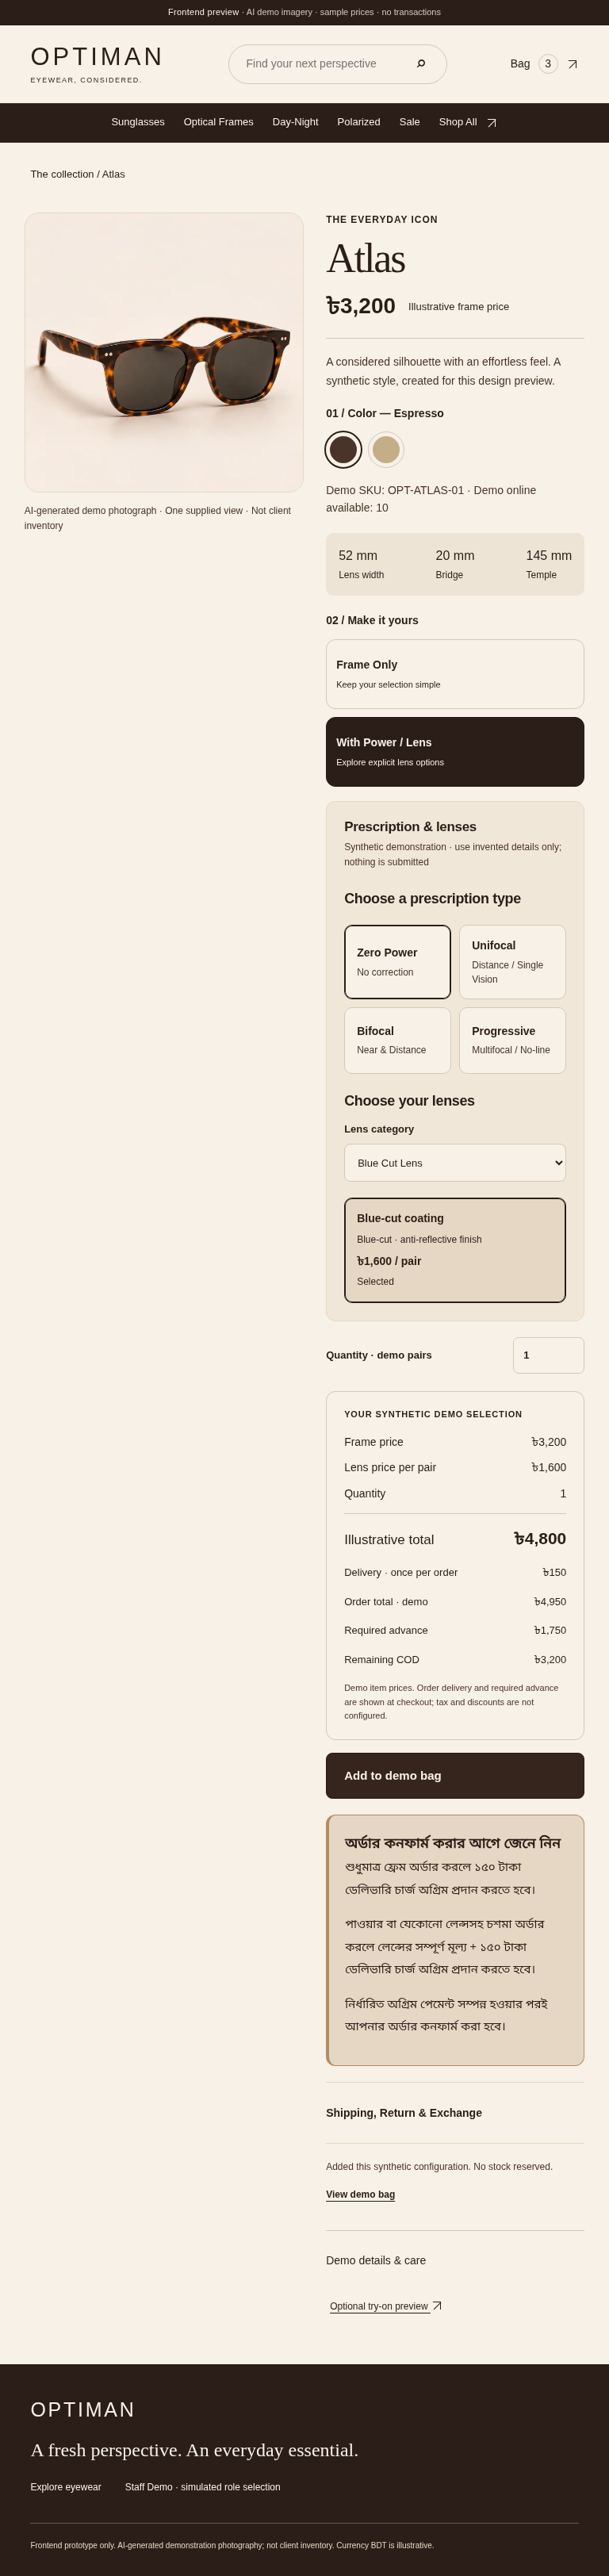 Frontend preview · AI demo imagery · sample prices · no transactions
OPTIMAN
EYEWEAR, CONSIDERED.
Find your next perspective
Bag 3
Sunglasses Optical Frames Day-Night Polarized Sale Shop All
The collection / Atlas
AI-generated demo photograph · One supplied view · Not client
inventory
THE EVERYDAY ICON
Atlas
৳3,200 Illustrative frame price
A considered silhouette with an effortless feel. A
synthetic style, created for this design preview.
01 / Color — Espresso
Demo SKU: OPT-ATLAS-01 · Demo online
available: 10
52 mm 20 mm 145 mm
Lens width Bridge Temple
02 / Make it yours
Frame Only
Keep your selection simple
With Power / Lens
Explore explicit lens options
Prescription & lenses
Synthetic demonstration · use invented details only;
nothing is submitted
Choose a prescription type
Zero Power
No correction
Unifocal
Distance / Single
Vision
Bifocal
Near & Distance
Progressive
Multifocal / No-line
Choose your lenses
Lens category
Blue Cut Lens
Blue-cut coating
Blue-cut · anti-reflective finish
৳1,600 / pair
Selected
Quantity · demo pairs 1
YOUR SYNTHETIC DEMO SELECTION
Frame price ৳3,200
Lens price per pair ৳1,600
Quantity 1
Illustrative total ৳4,800
Delivery · once per order ৳150
Order total · demo ৳4,950
Required advance ৳1,750
Remaining COD ৳3,200
Demo item prices. Order delivery and required advance
are shown at checkout; tax and discounts are not
configured.
Add to demo bag
অর্ডার কনফার্ম করার আগে জেনে নিন
শুধুমাত্র ফ্রেম অর্ডার করলে ১৫০ টাকা
ডেলিভারি চার্জ অগ্রিম প্রদান করতে হবে।
পাওয়ার বা যেকোনো লেন্সসহ চশমা অর্ডার
করলে লেন্সের সম্পূর্ণ মূল্য + ১৫০ টাকা
ডেলিভারি চার্জ অগ্রিম প্রদান করতে হবে।
নির্ধারিত অগ্রিম পেমেন্ট সম্পন্ন হওয়ার পরই
আপনার অর্ডার কনফার্ম করা হবে।
Shipping, Return & Exchange
Added this synthetic configuration. No stock reserved.
View demo bag
Demo details & care
Optional try-on preview
OPTIMAN
A fresh perspective. An everyday essential.
Explore eyewear Staff Demo · simulated role selection
Frontend prototype only. AI-generated demonstration photography; not client inventory. Currency BDT is illustrative.